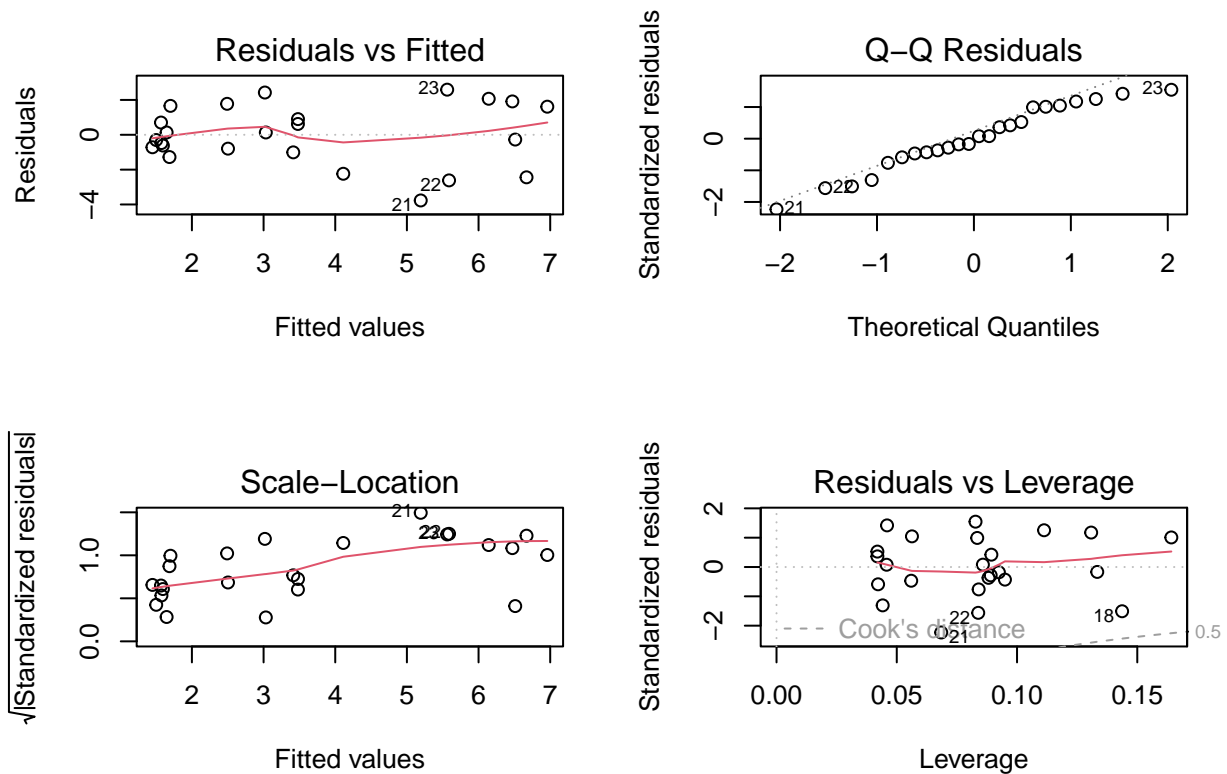 Residuals vs Fitted
Residuals
0
−4
23
22
21
2 3 4 5 6 7
Fitted values
Q−Q Residuals
Standardized residuals
0
−2
23
22
21
−2 −1 0 1 2
Theoretical Quantiles
Scale−Location
√|Standardized residuals|
1.0
0.0
21
2 3 4 5 6 7
Fitted values
Residuals vs Leverage
Standardized residuals
2
0
−2
22
21
18
Cook's distance
0.5
0.00 0.05 0.10 0.15
Leverage